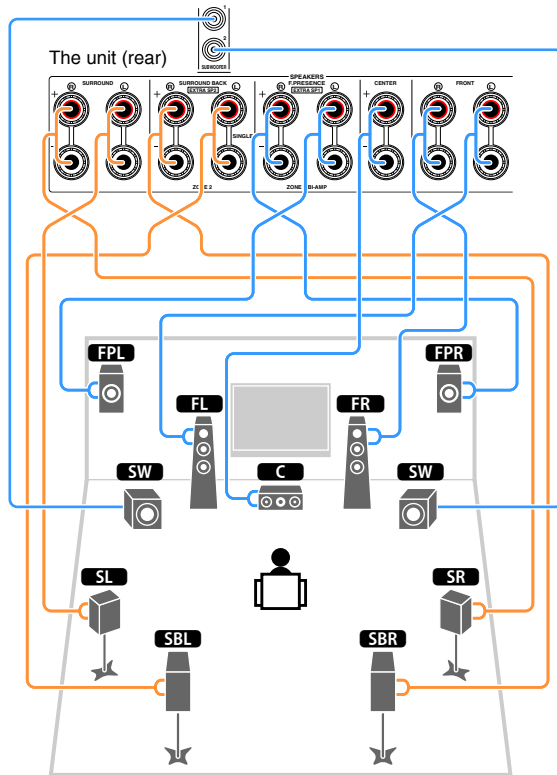 1
2
SUBWOOFER
The unit (rear)
SPEAKERS
SURROUND SURROUND BACK F.PRESENCE CENTER FRONT
R L R EXTRA SP2 L R EXTRA SP1 L R L
+ + + + +
SINGLE
- - - - -
ZONE 2 ZONE BI-AMP
FPL FPR
FL FR
SW C SW
SL SR
SBL SBR